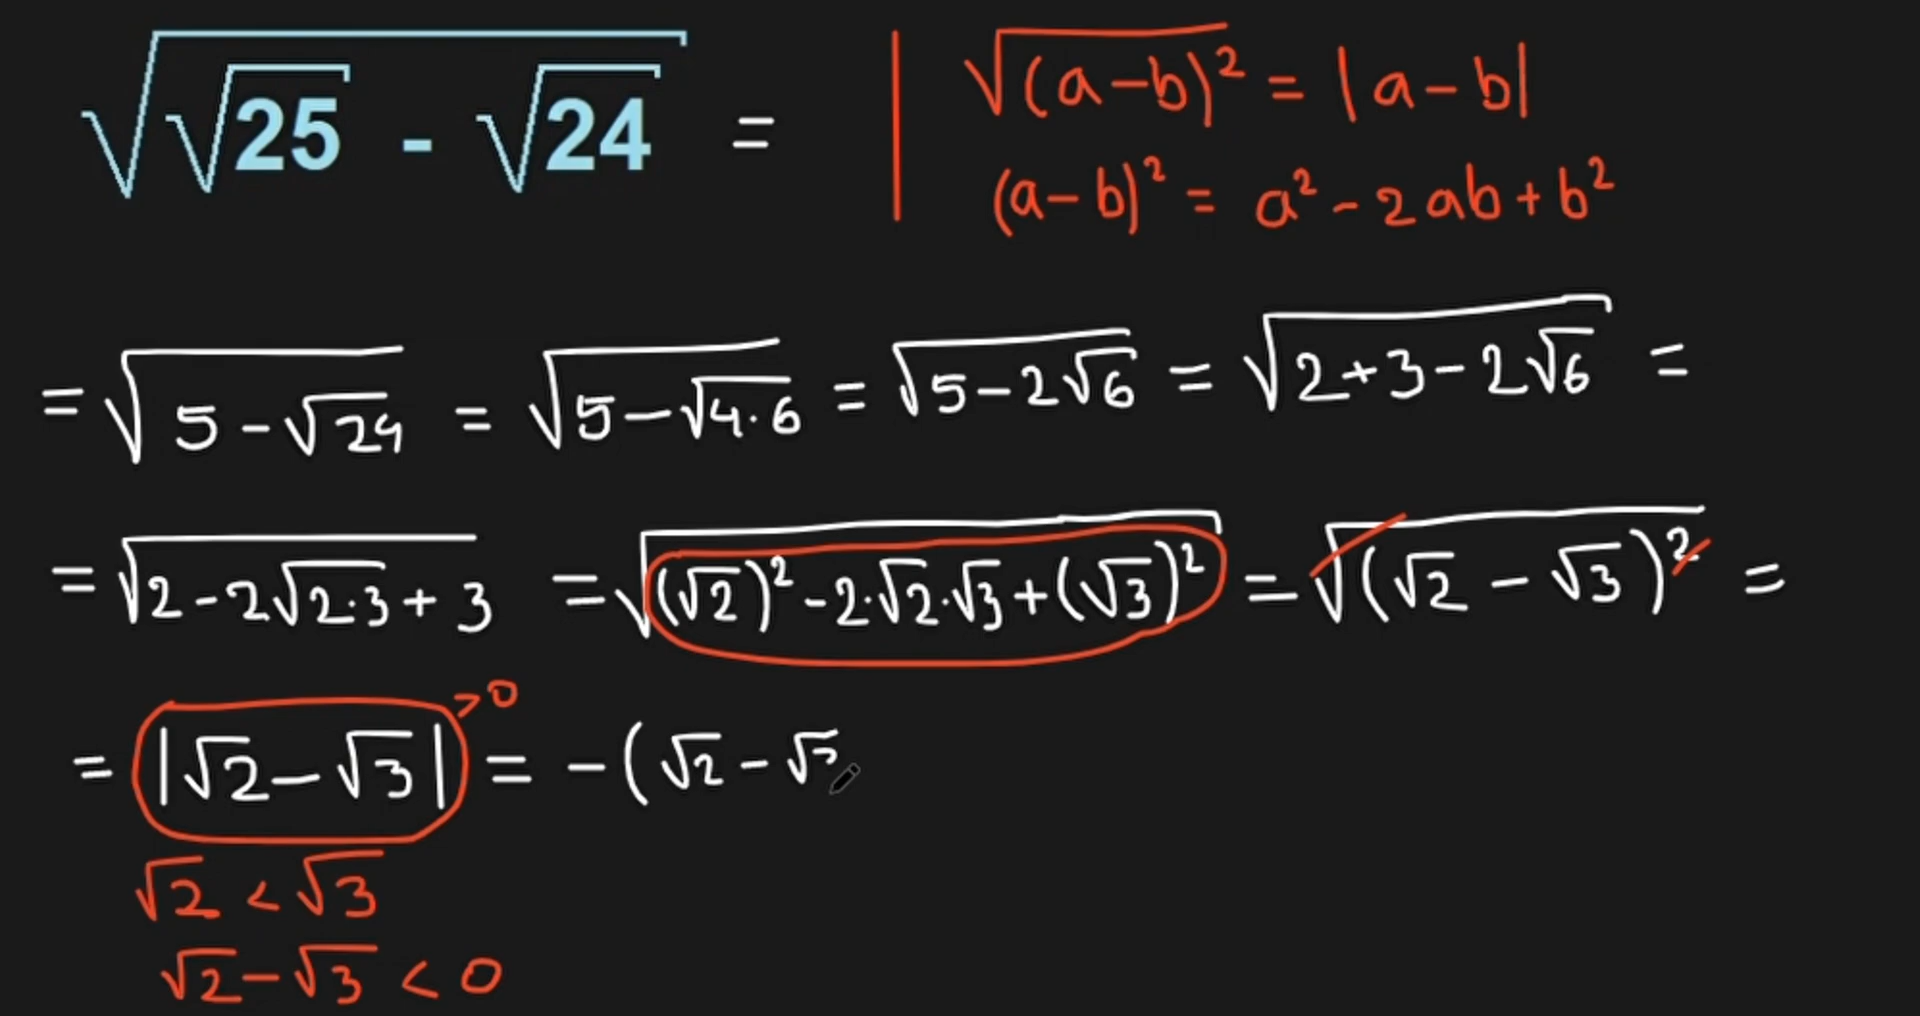 √(√25 - √24) = | √(a-b)² = |a-b|
(a-b)² = a² - 2ab + b²
= √(5 - √24) = √(5 - √(4·6)) = √(5 - 2√6) = √(2+3-2√6) =
= √(2 - 2√(2·3) + 3) = √((√2)² - 2·√2·√3 + (√3)²) = √(√2 - √3)² =
= |√2 - √3| >0 = -(√2 - √3
√2 < √3
√2 - √3 < 0